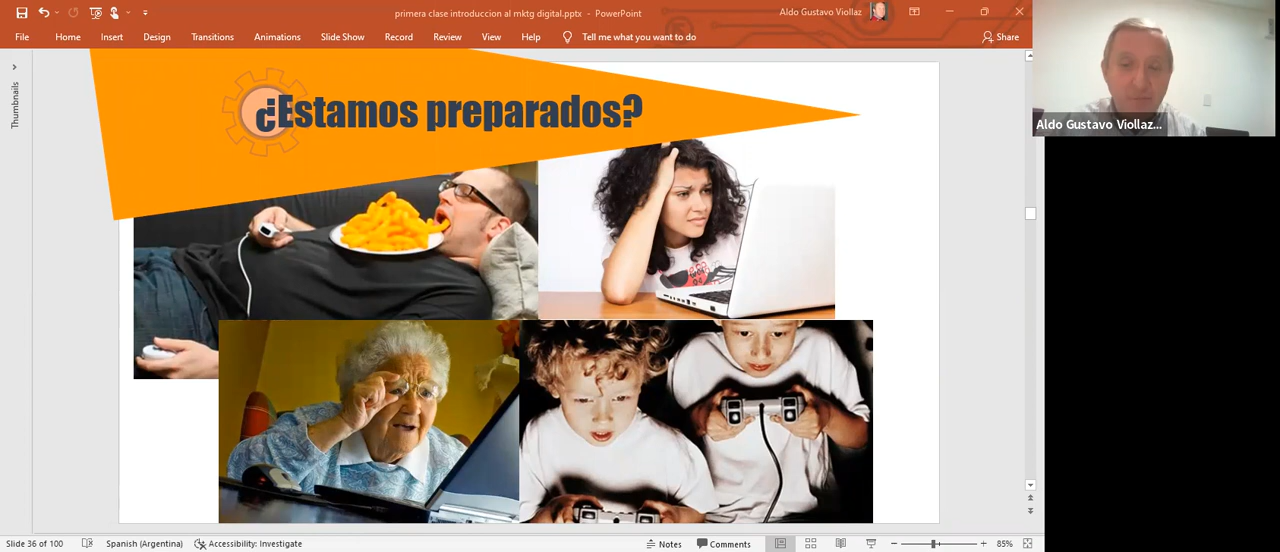 primera clase introduccion al mktg digital.pptx - PowerPoint
Aldo Gustavo Viollaz
File Home Insert Design Transitions Animations Slide Show Record Review View Help Tell me what you want to do Share
Thumbnails
¿Estamos preparados?
Aldo Gustavo Viollaz...
Slide 36 of 100 Spanish (Argentina) Accessibility: Investigate Notes Comments 85%